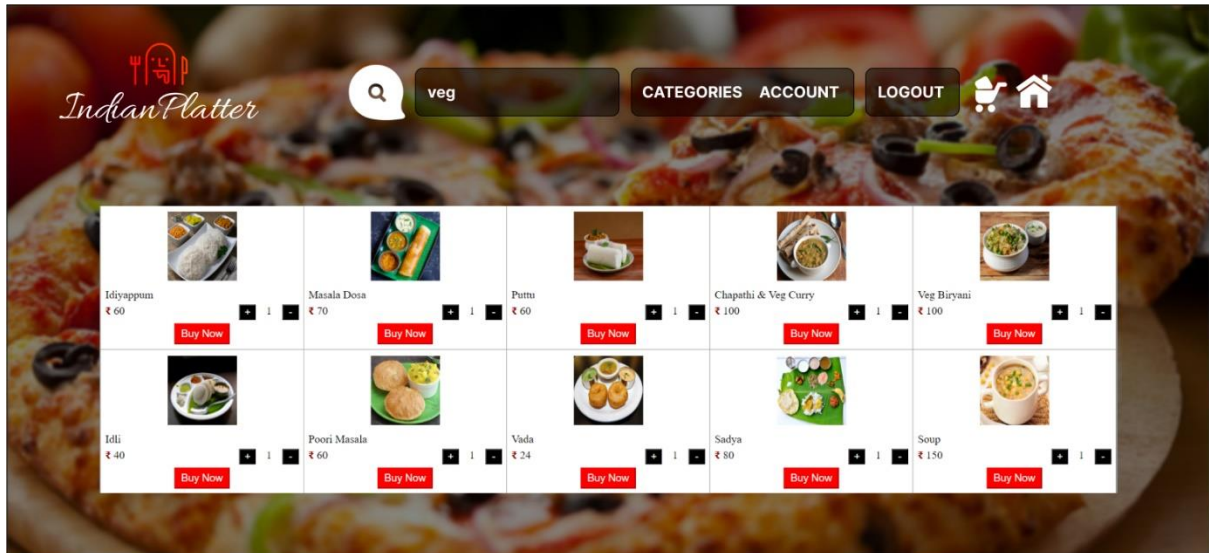 IndianPlatter
veg
CATEGORIES ACCOUNT
LOGOUT
Idiyappum
₹ 60
+ 1 -
Buy Now
Masala Dosa
₹ 70
+ 1 -
Buy Now
Puttu
₹ 60
+ 1 -
Buy Now
Chapathi & Veg Curry
₹ 100
+ 1 -
Buy Now
Veg Biryani
₹ 100
+ 1 -
Buy Now
Idli
₹ 40
+ 1 -
Buy Now
Poori Masala
₹ 60
+ 1 -
Buy Now
Vada
₹ 24
+ 1 -
Buy Now
Sadya
₹ 80
+ 1 -
Buy Now
Soup
₹ 150
+ 1 -
Buy Now